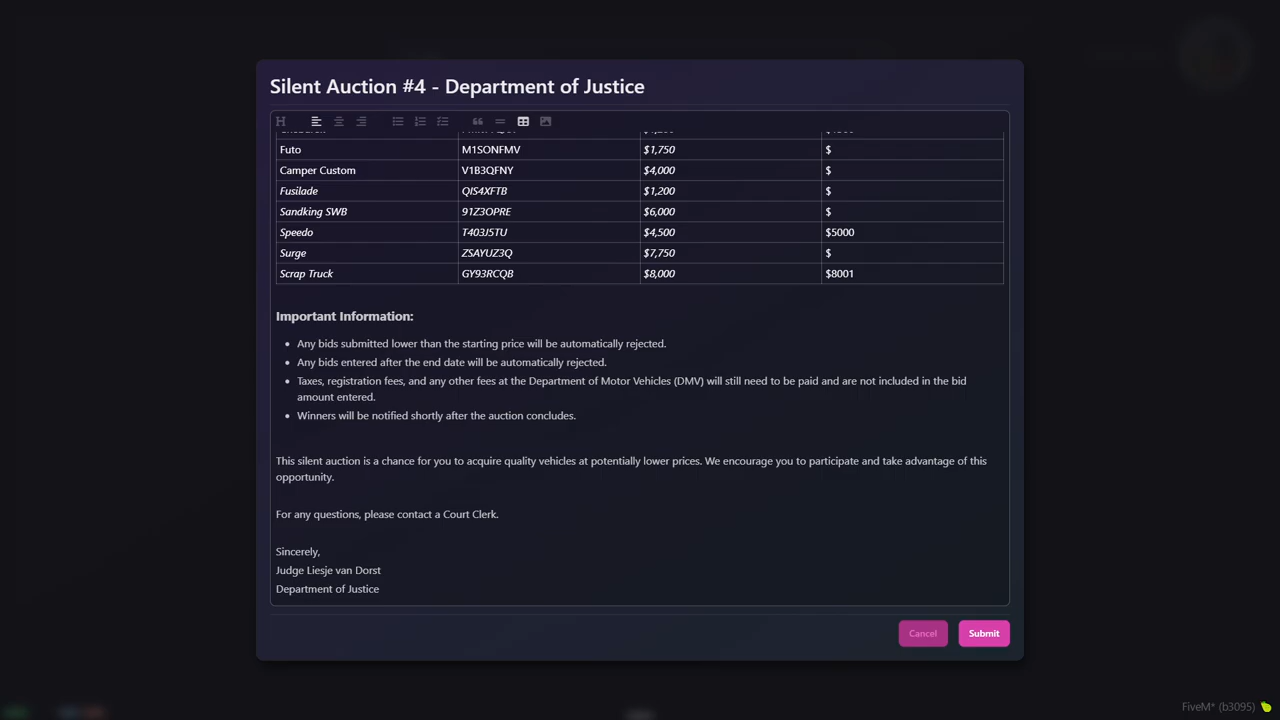 Silent Auction #4 - Department of Justice
H
Futo M1SONFMV $1,750 $
Camper Custom V1B3QFNY $4,000 $
Fusilade QIS4XFTB $1,200 $
Sandking SWB 91Z3OPRE $6,000 $
Speedo T403J5TU $4,500 $5000
Surge ZSAYUZ3Q $7,750 $
Scrap Truck GY93RCQB $8,000 $8001
Important Information:
• Any bids submitted lower than the starting price will be automatically rejected.
• Any bids entered after the end date will be automatically rejected.
• Taxes, registration fees, and any other fees at the Department of Motor Vehicles (DMV) will still need to be paid and are not included in the bid
amount entered.
• Winners will be notified shortly after the auction concludes.
This silent auction is a chance for you to acquire quality vehicles at potentially lower prices. We encourage you to participate and take advantage of this
opportunity.
For any questions, please contact a Court Clerk.
Sincerely,
Judge Liesje van Dorst
Department of Justice
Cancel Submit
FiveM* (b3095)